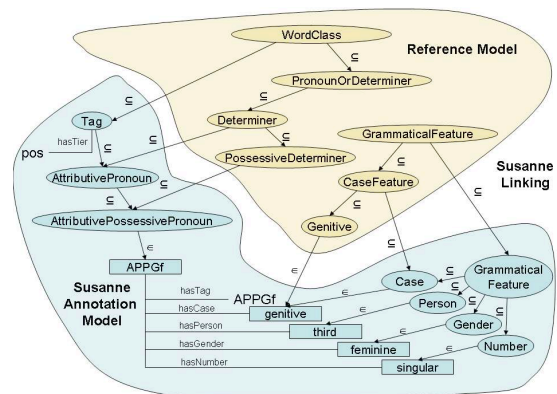 WordClass
Reference Model
⊆
⊆
PronounOrDeterminer
⊆
Tag
Determiner
GrammaticalFeature
hasTier
pos
⊆
⊆
⊆
PossessiveDeterminer
⊆
⊆
Susanne
Linking
AttributivePronoun
CaseFeature
⊆
⊆
⊆
AttributivePossessivePronoun
Genitive
⊆
∈
∈
APPGf
Case
⊆
Grammatical
Feature
Susanne
Annotation
Model
hasTag
APPGf
∈
Person
⊆
hasCase
genitive
⊆
⊆
hasPerson
third
∈
Gender
hasGender
feminine
∈
Number
hasNumber
singular
∈